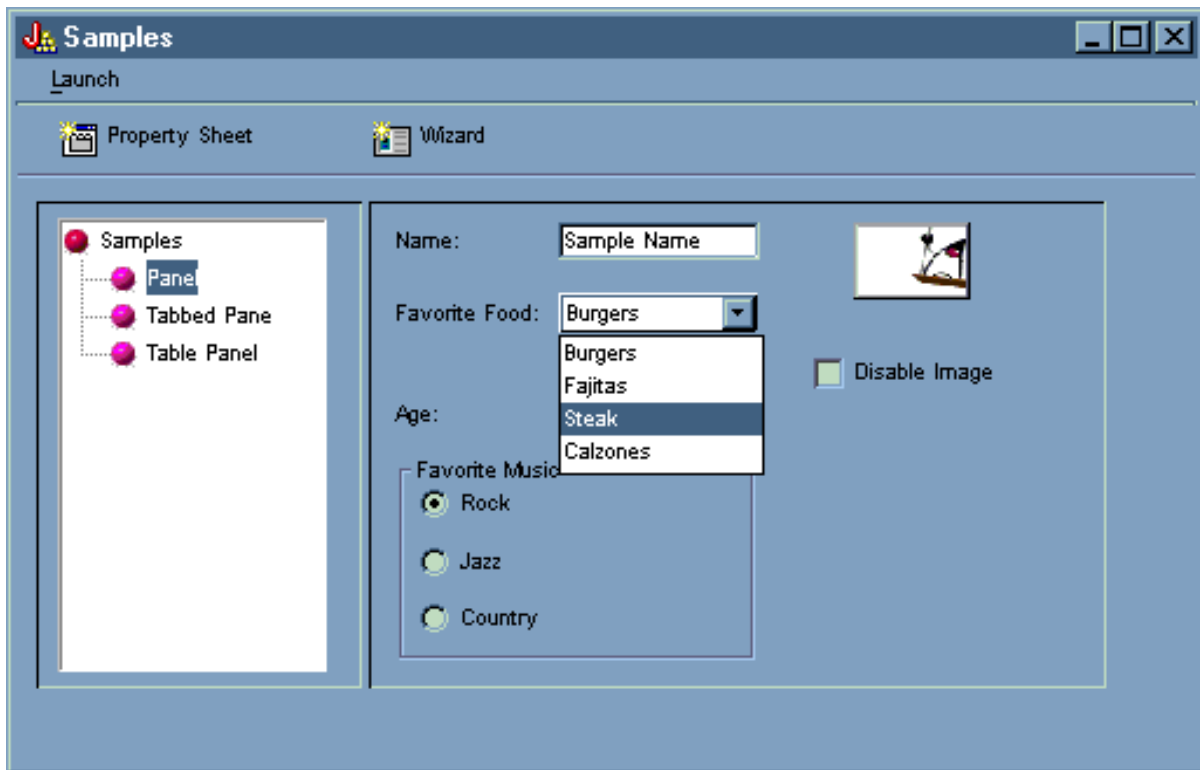 Samples
Launch
Property Sheet
Wizard
Samples
Panel
Tabbed Pane
Table Panel
Name:
Sample Name
Favorite Food:
Burgers
Burgers
Fajitas
Steak
Calzones
Disable Image
Age:
Favorite Music
Rock
Jazz
Country